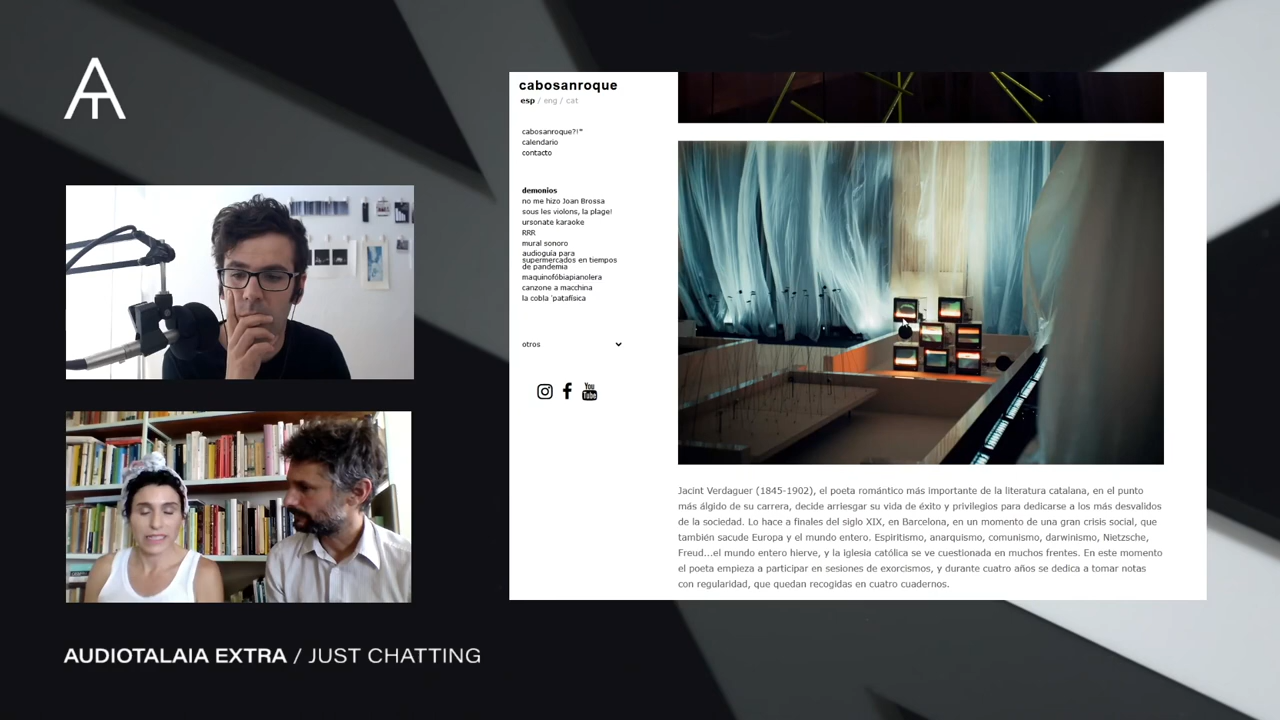 AT
cabosanroque
esp / eng / cat
cabosanroque?!*
calendario
contacto
demonios
no me hizo Joan Brossa
sous les violons, la plage!
ursonate karaoke
RRR
mural sonoro
audioguía para
supermercados en tiempos
de pandemia
maquinofòbiapianolera
canzone a macchina
la cobla 'patafísica
otros
You
Tube
Jacint Verdaguer (1845-1902), el poeta romántico más importante de la literatura catalana, en el punto
más álgido de su carrera, decide arriesgar su vida de éxito y privilegios para dedicarse a los más desvalidos
de la sociedad. Lo hace a finales del siglo XIX, en Barcelona, en un momento de una gran crisis social, que
también sacude Europa y el mundo entero. Espiritismo, anarquismo, comunismo, darwinismo, Nietzsche,
Freud...el mundo entero hierve, y la iglesia católica se ve cuestionada en muchos frentes. En este momento
el poeta empieza a participar en sesiones de exorcismos, y durante cuatro años se dedica a tomar notas
con regularidad, que quedan recogidas en cuatro cuadernos.
AUDIOTALAIA EXTRA / JUST CHATTING